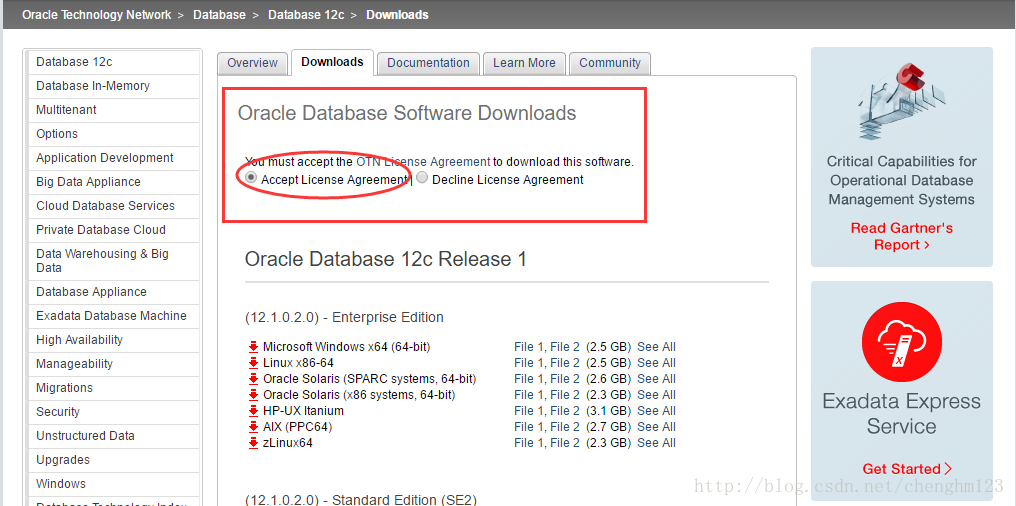 Oracle Technology Network > Database > Database 12c > Downloads
Database 12c
Database In-Memory
Multitenant
Options
Application Development
Big Data Appliance
Cloud Database Services
Private Database Cloud
Data Warehousing & Big
Data
Database Appliance
Exadata Database Machine
High Availability
Manageability
Migrations
Security
Unstructured Data
Upgrades
Windows
Database Technology Index
Overview Downloads Documentation Learn More Community
Oracle Database Software Downloads
You must accept the OTN License Agreement to download this software.
Accept License Agreement | Decline License Agreement
Oracle Database 12c Release 1
(12.1.0.2.0) - Enterprise Edition
Microsoft Windows x64 (64-bit) File 1, File 2 (2.5 GB) See All
Linux x86-64 File 1, File 2 (2.5 GB) See All
Oracle Solaris (SPARC systems, 64-bit) File 1, File 2 (2.6 GB) See All
Oracle Solaris (x86 systems, 64-bit) File 1, File 2 (2.3 GB) See All
HP-UX Itanium File 1, File 2 (3.1 GB) See All
AIX (PPC64) File 1, File 2 (2.7 GB) See All
zLinux64 File 1, File 2 (2.3 GB) See All
(12.1.0.2.0) - Standard Edition (SE2)
Critical Capabilities for
Operational Database
Management Systems
Read Gartner's
Report >
X
Exadata Express
Service
Get Started >
http://blog.csdn.net/chenghm123